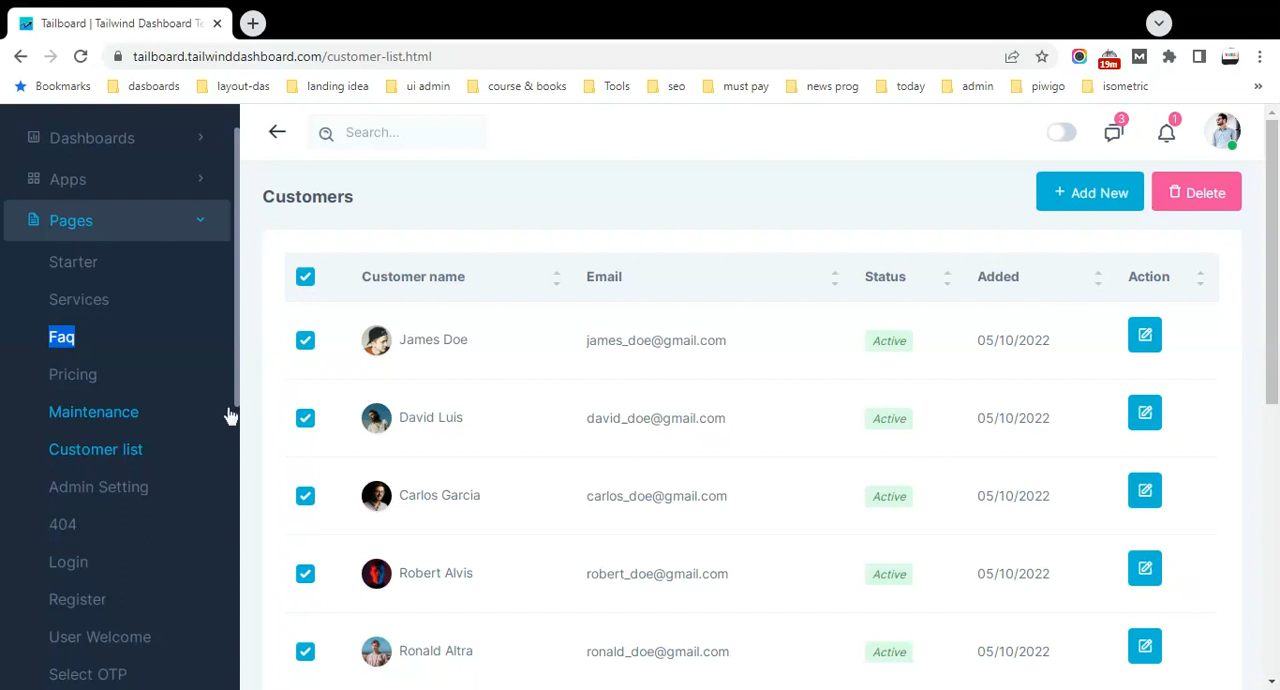 Tailboard | Tailwind Dashboard Te
tailboard.tailwinddashboard.com/customer-list.html
19m
Bookmarks dasboards layout-das landing idea ui admin course & books Tools seo must pay news prog today admin piwigo isometric
Dashboards
Apps
Pages
Starter
Services
Faq
Pricing
Maintenance
Customer list
Admin Setting
404
Login
Register
User Welcome
Select OTP
Search...
3
1
Customers
+ Add New
Delete
Customer name Email Status Added Action
James Doe james_doe@gmail.com Active 05/10/2022
David Luis david_doe@gmail.com Active 05/10/2022
Carlos Garcia carlos_doe@gmail.com Active 05/10/2022
Robert Alvis robert_doe@gmail.com Active 05/10/2022
Ronald Altra ronald_doe@gmail.com Active 05/10/2022